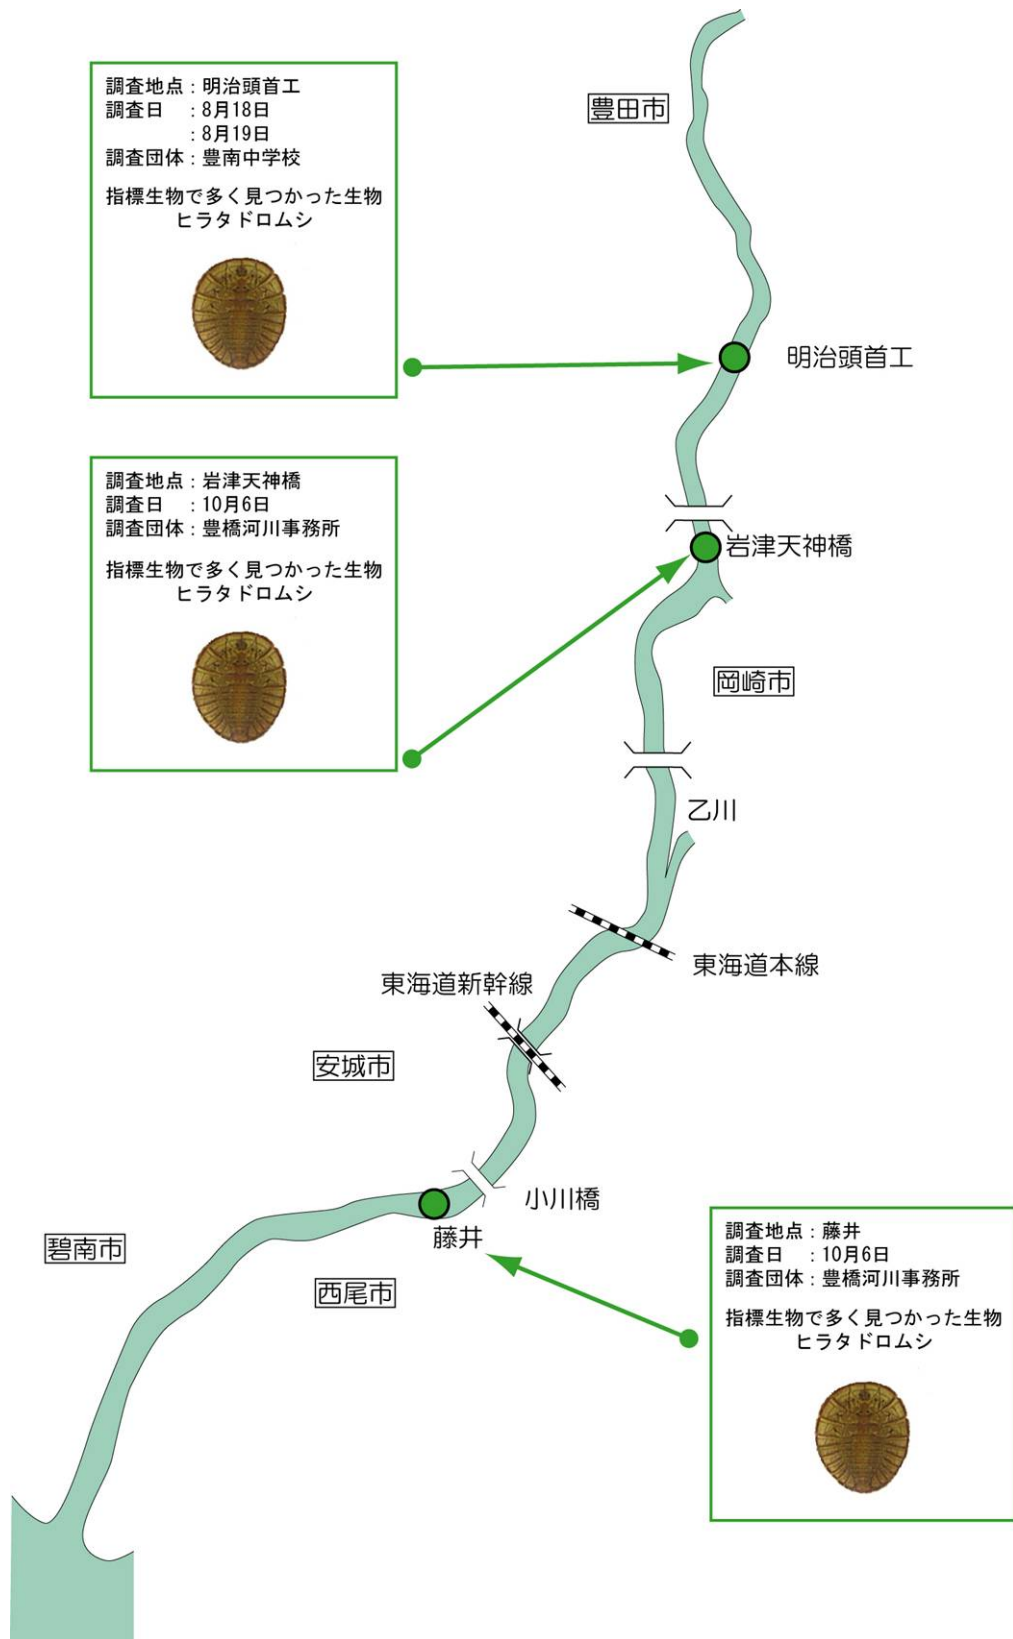 調査地点：明治頭首工
調査日　：8月18日
：8月19日
調査団体：豊南中学校
指標生物で多く見つかった生物
ヒラタドロムシ
豊田市
明治頭首工
調査地点：岩津天神橋
調査日　：10月6日
調査団体：豊橋河川事務所
指標生物で多く見つかった生物
ヒラタドロムシ
岩津天神橋
岡崎市
乙川
東海道本線
東海道新幹線
安城市
小川橋
藤井
碧南市
西尾市
調査地点：藤井
調査日　：10月6日
調査団体：豊橋河川事務所
指標生物で多く見つかった生物
ヒラタドロムシ